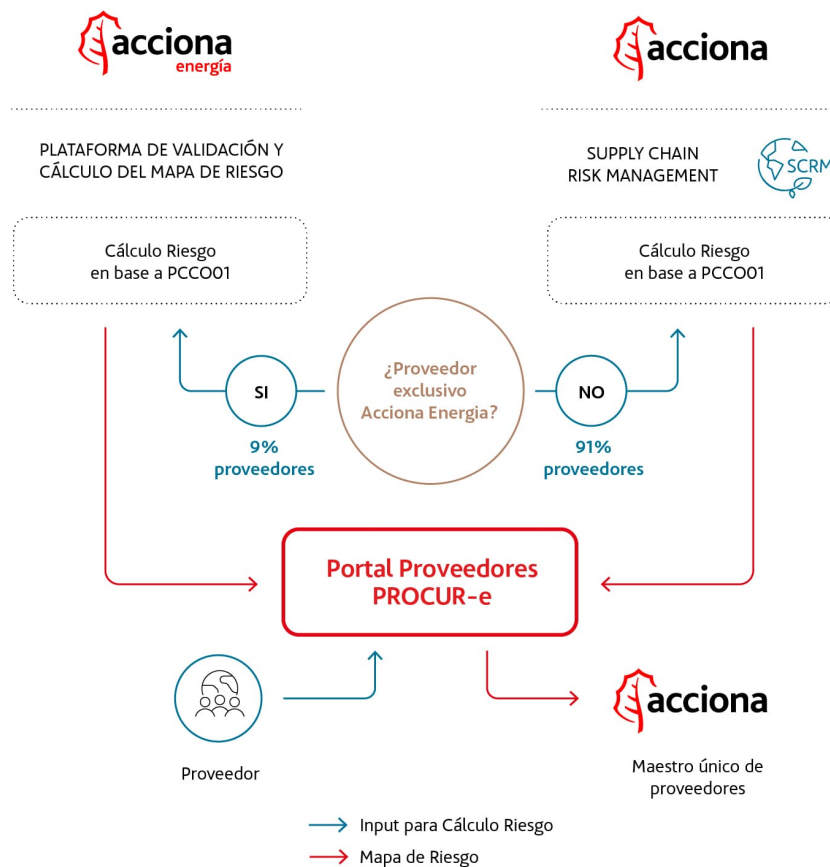 acciona
energía
acciona
PLATAFORMA DE VALIDACIÓN Y
CÁLCULO DEL MAPA DE RIESGO
SUPPLY CHAIN
RISK MANAGEMENT
SCRM
Cálculo Riesgo
en base a PCCO01
Cálculo Riesgo
en base a PCCO01
¿Proveedor
exclusivo
Acciona Energia?
SI
NO
9%
proveedores
91%
proveedores
Portal Proveedores
PROCUR-e
Proveedor
acciona
Maestro único de
proveedores
Input para Cálculo Riesgo
Mapa de Riesgo